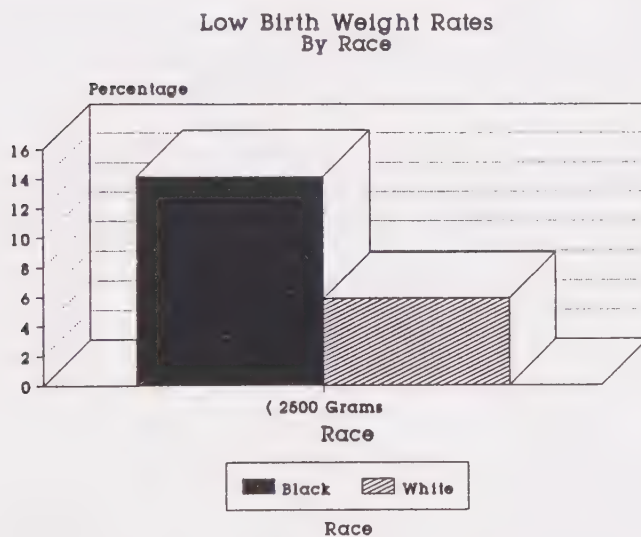 Low Birth Weight Rates
By Race
Percentage
16
14
12
10
8
6
4
2
0
( 2500 Grams
Race
Black White
Race